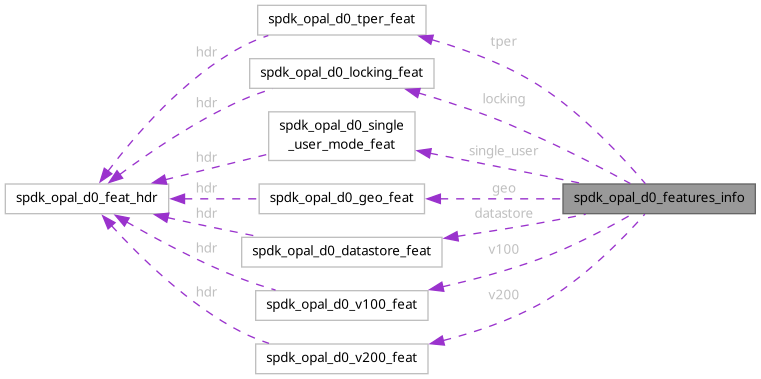 spdk_opal_d0_tper_feat
tper
hdr
spdk_opal_d0_locking_feat
locking
hdr
spdk_opal_d0_single
_user_mode_feat
single_user
hdr
spdk_opal_d0_feat_hdr
hdr
spdk_opal_d0_geo_feat
geo
spdk_opal_d0_features_info
hdr
datastore
spdk_opal_d0_datastore_feat
hdr
v100
spdk_opal_d0_v100_feat
hdr
v200
spdk_opal_d0_v200_feat